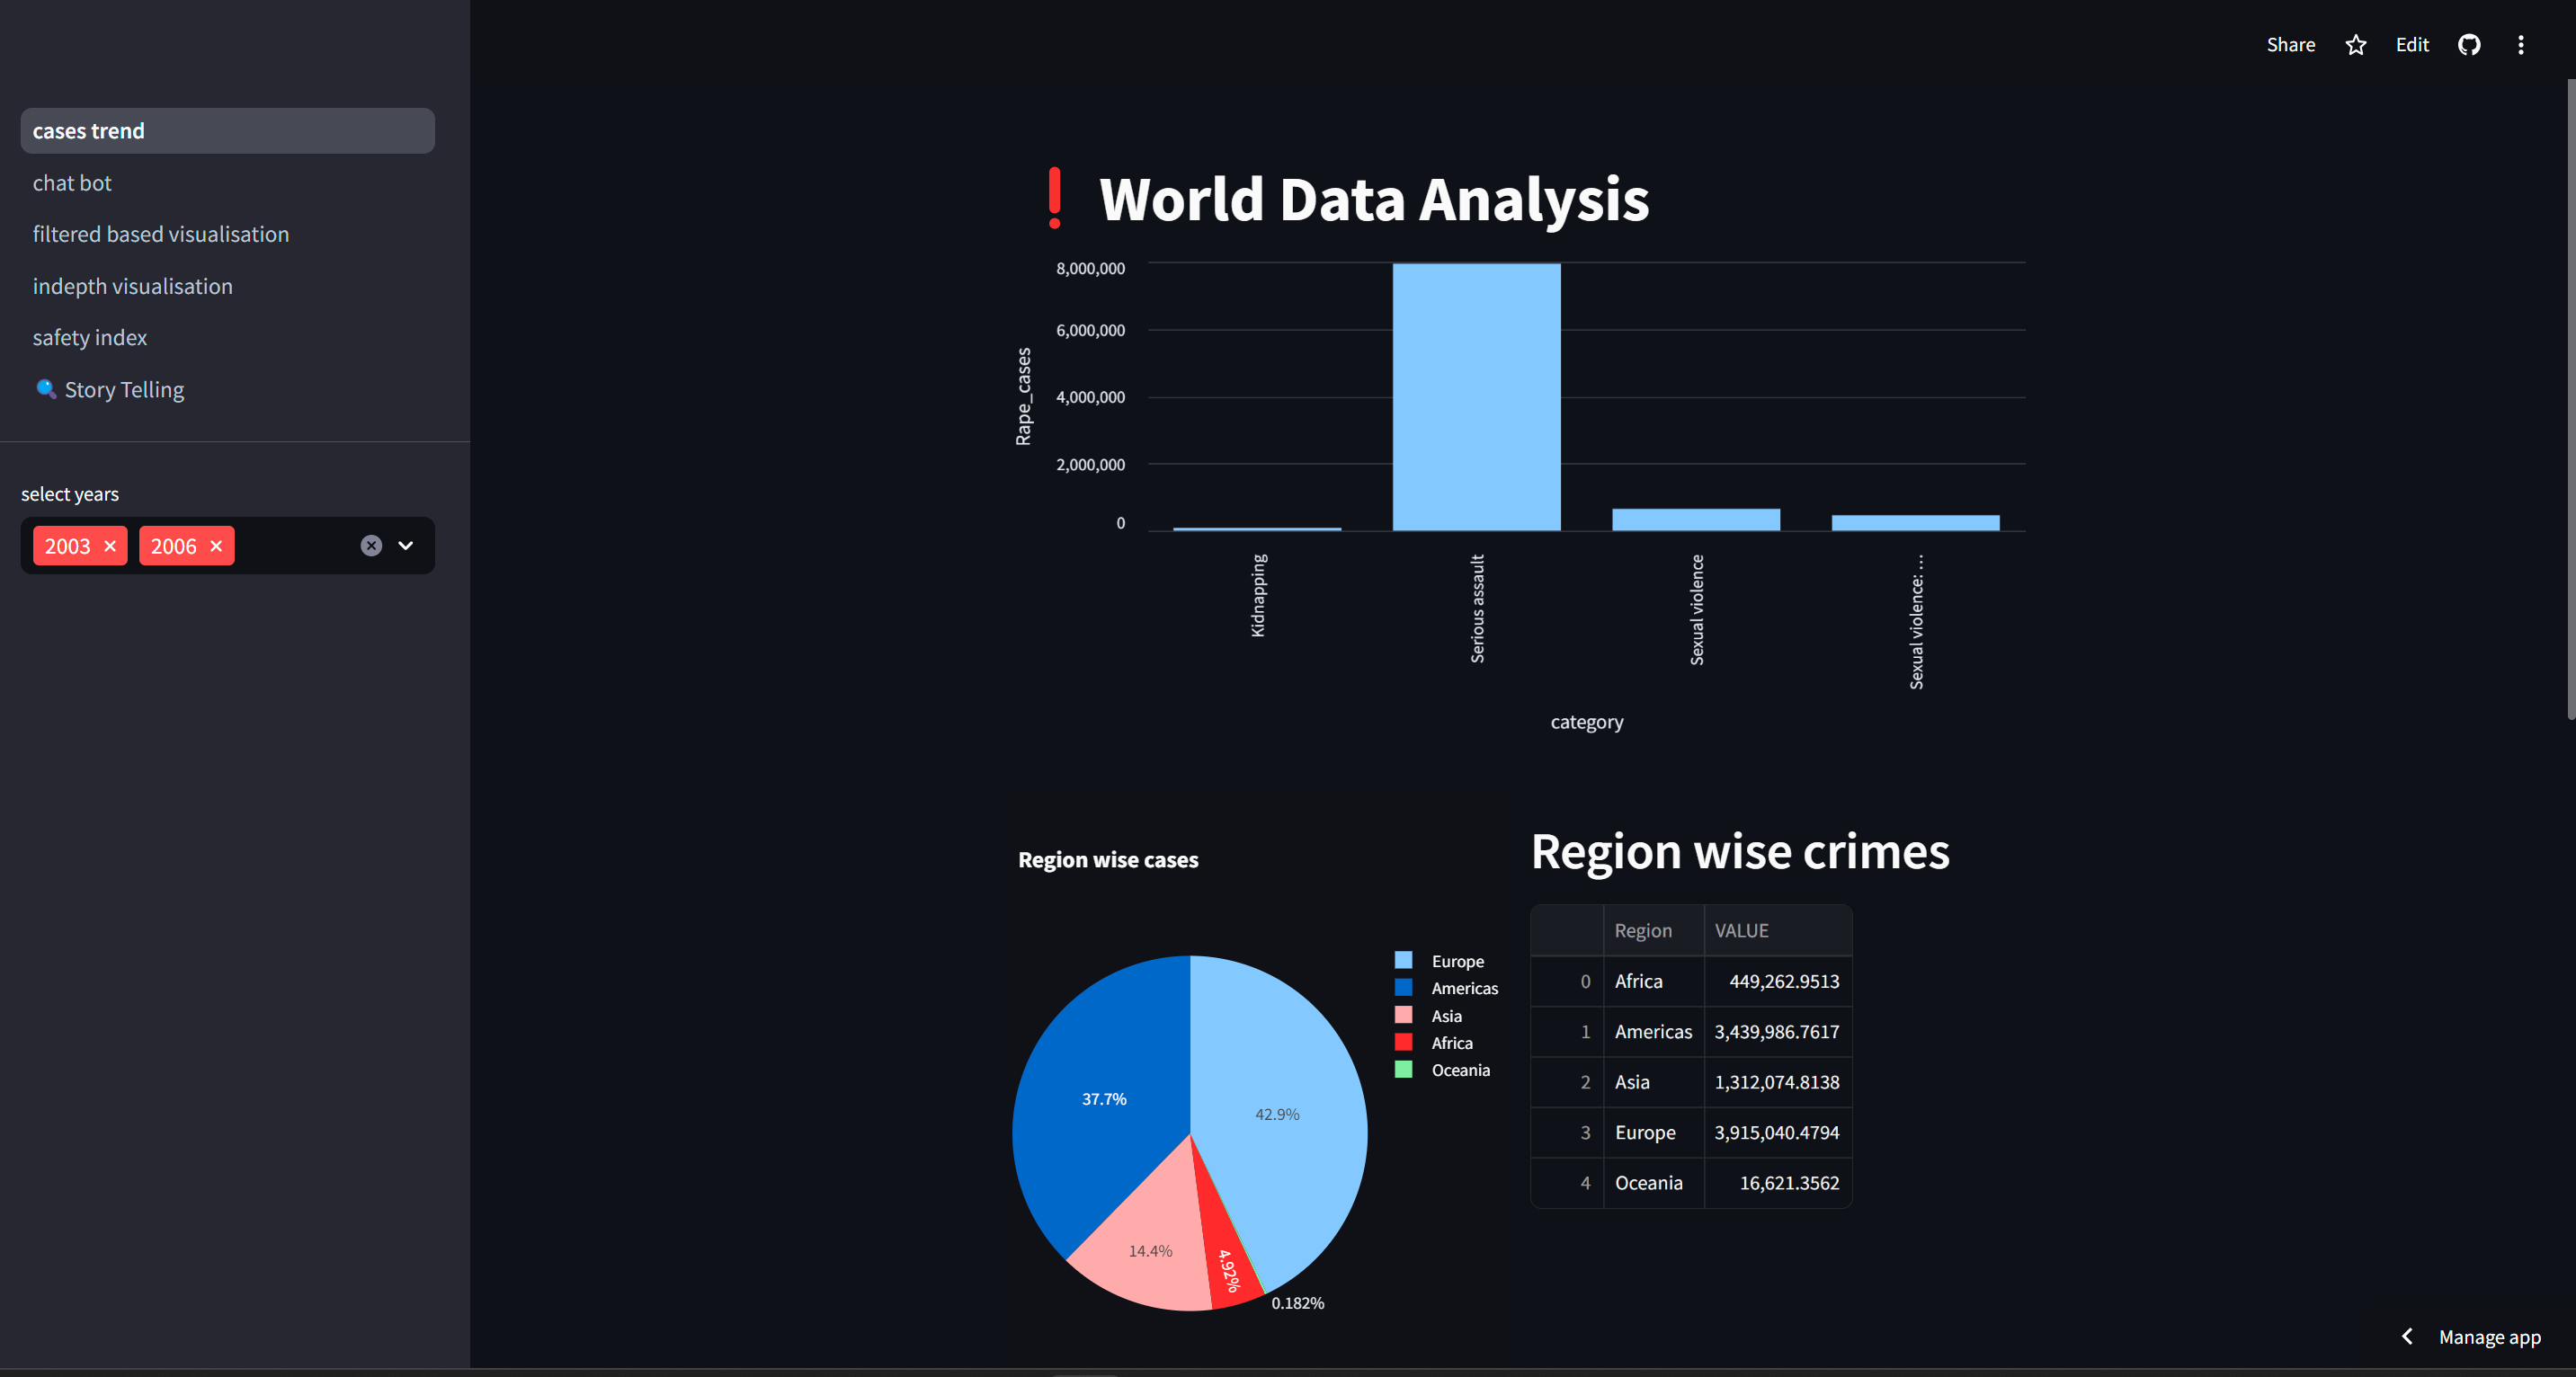 Share Edit
cases trend
chat bot
filtered based visualisation
indepth visualisation
safety index
Story Telling
select years
2003 2006
World Data Analysis
8,000,000
6,000,000
4,000,000
2,000,000
0
Rape_cases
Kidnapping
Serious assault
Sexual violence
Sexual violence: …
category
Region wise cases
Europe
Americas
Asia
Africa
Oceania
37.7%
42.9%
14.4%
4.92%
0.182%
Region wise crimes
Region VALUE
0 Africa 449,262.9513
1 Americas 3,439,986.7617
2 Asia 1,312,074.8138
3 Europe 3,915,040.4794
4 Oceania 16,621.3562
Manage app